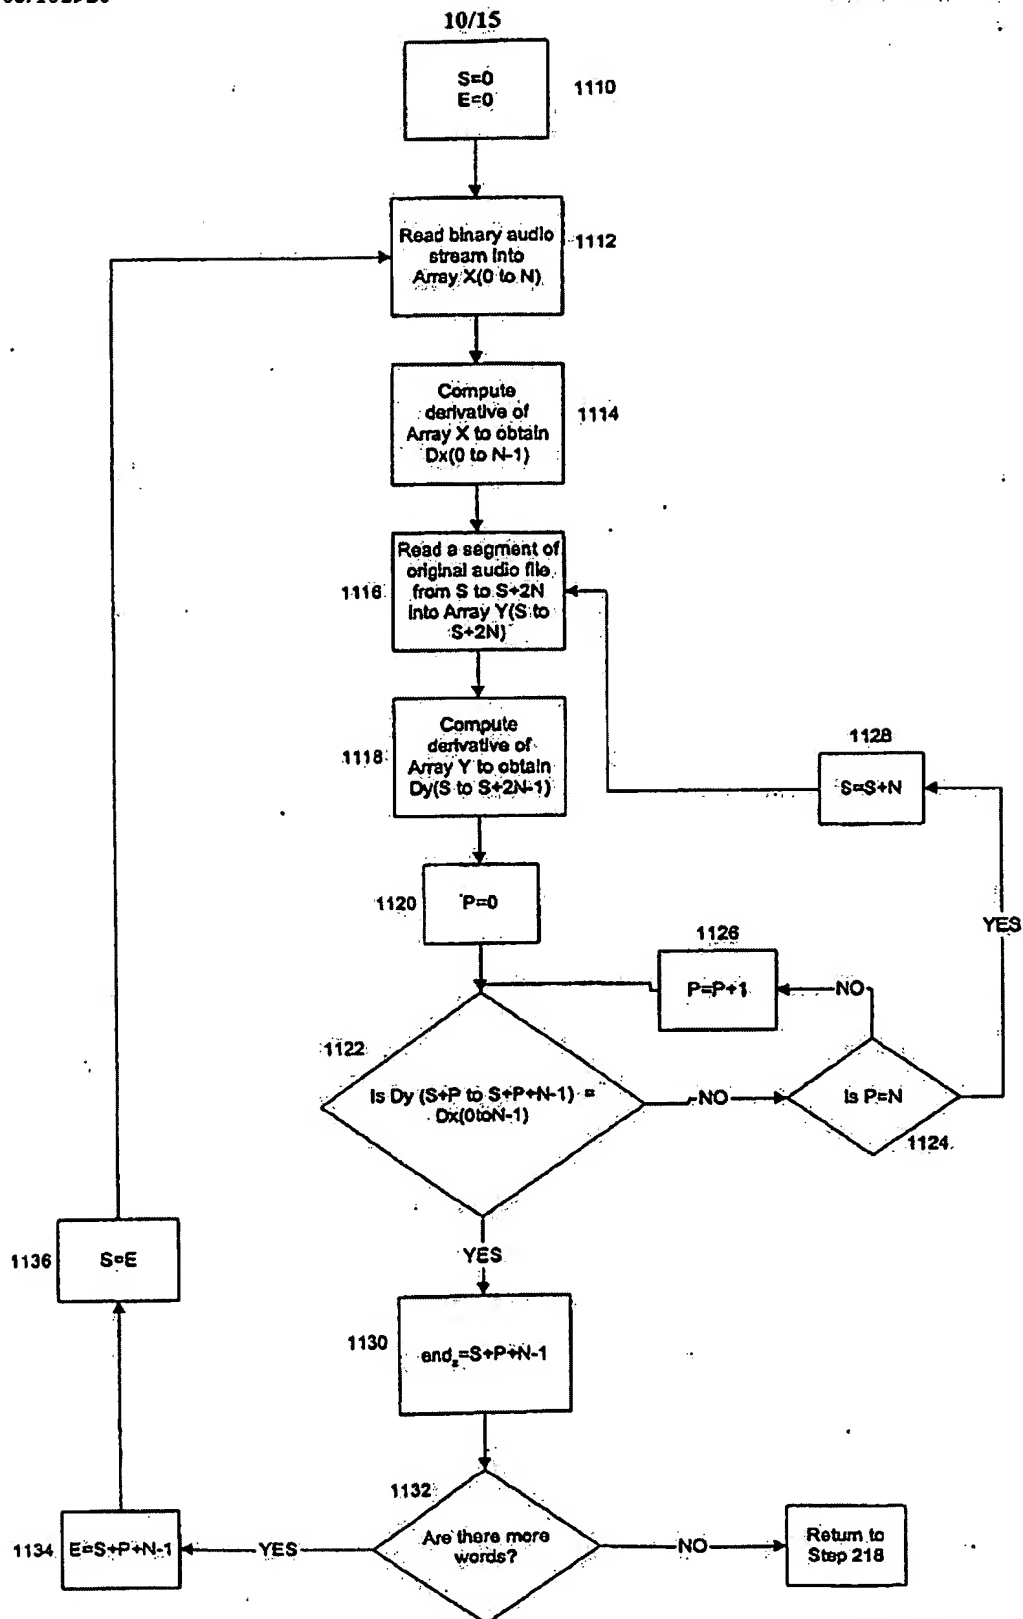 10/15
S=0
E=0
1110
Read binary audio
stream into
Array X(0 to N)
1112
Compute
derivative of
Array X to obtain
Dx(0 to N-1)
1114
Read a segment of
original audio file
from S to S+2N
into Array Y(S to
S+2N)
1116
Compute
derivative of
Array Y to obtain
Dy(S to S+2N-1)
1118
1128
S=S+N
1120
P=0
YES
1126
P=P+1
NO
1122
Is Dy (S+P to S+P+N-1) =
Dx(0toN-1)
NO
Is P=N
1124
YES
1136
S=E
1130
end_z=S+P+N-1
1132
Are there more
words?
YES
1134
E=S+P+N-1
NO
Return to
Step 218